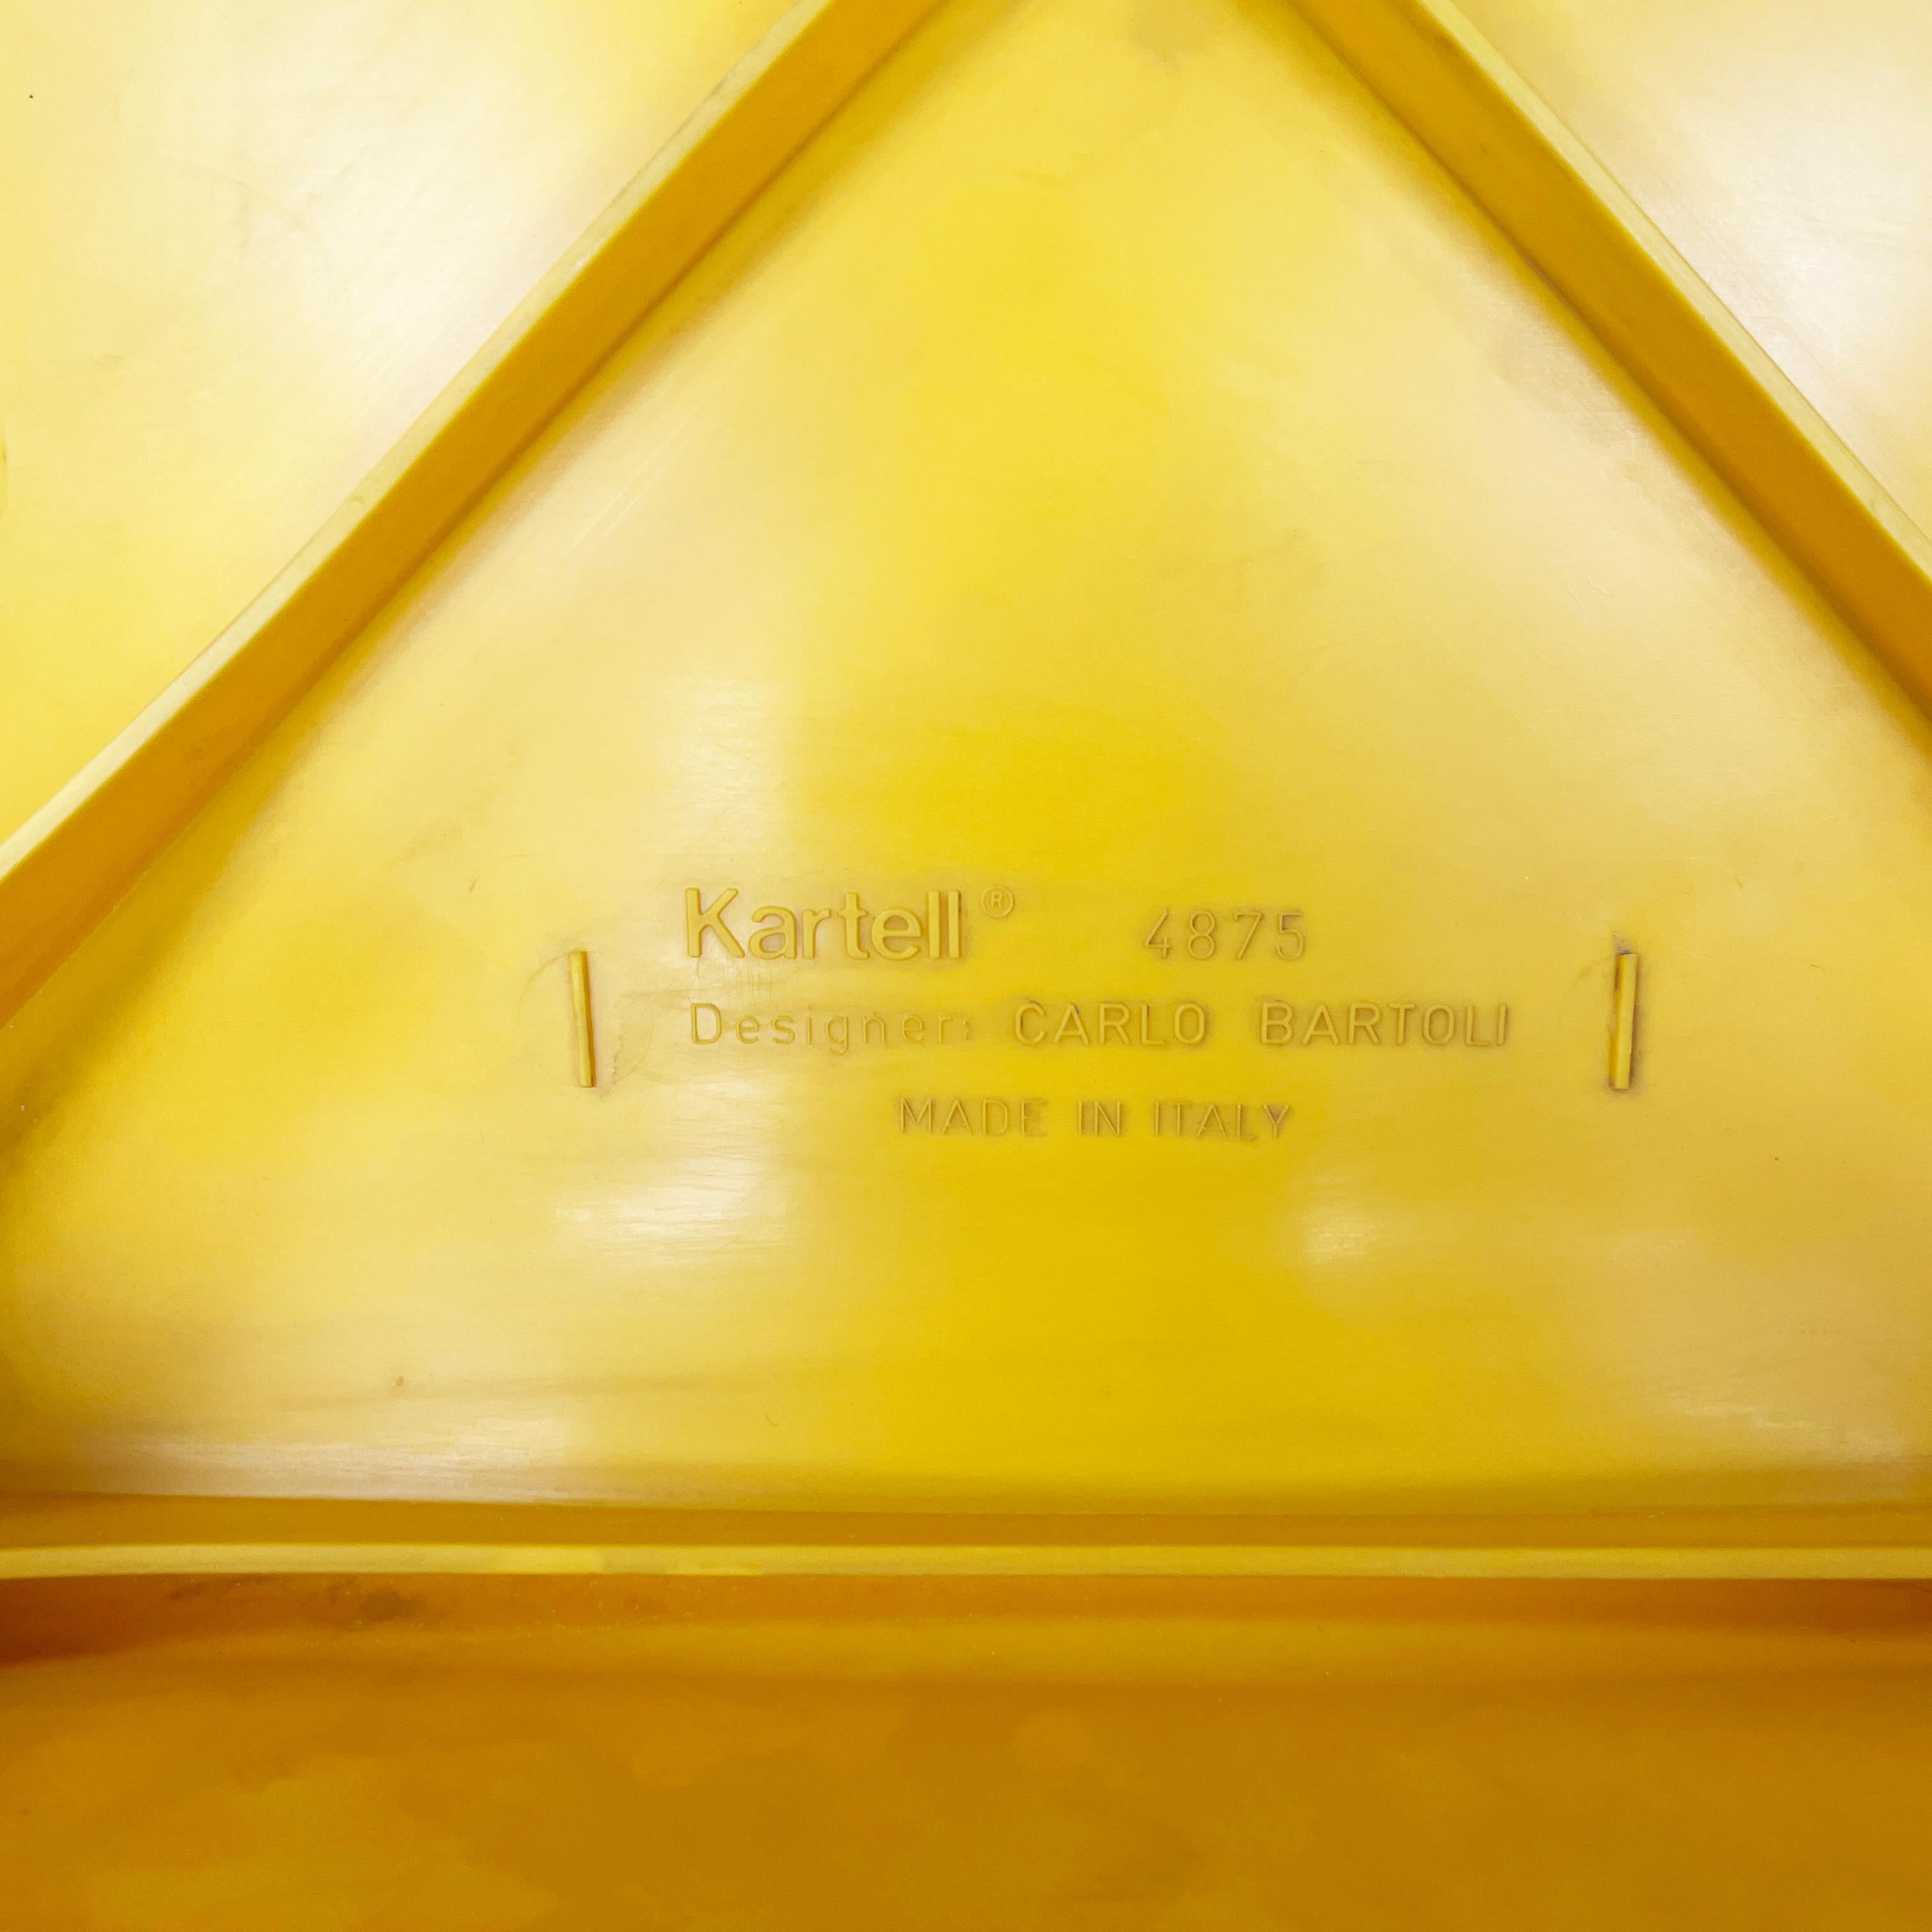 Kartell® 4875
Designer: CARLO BARTOLI
MADE IN ITALY